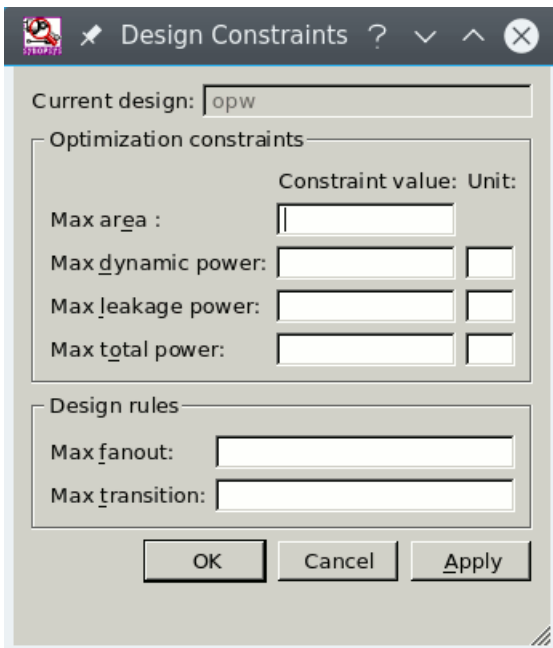 Design Constraints ?
SYNOPSYS
Current design: opw
Optimization constraints
Constraint value: Unit:
Max area :
Max dynamic power:
Max leakage power:
Max total power:
Design rules
Max fanout:
Max transition:
OK Cancel Apply